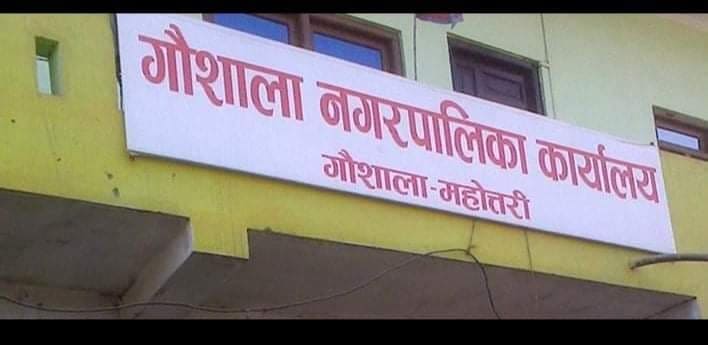 गौशाला नगरपालिका कार्यालय
गौशाला-महोत्तरी